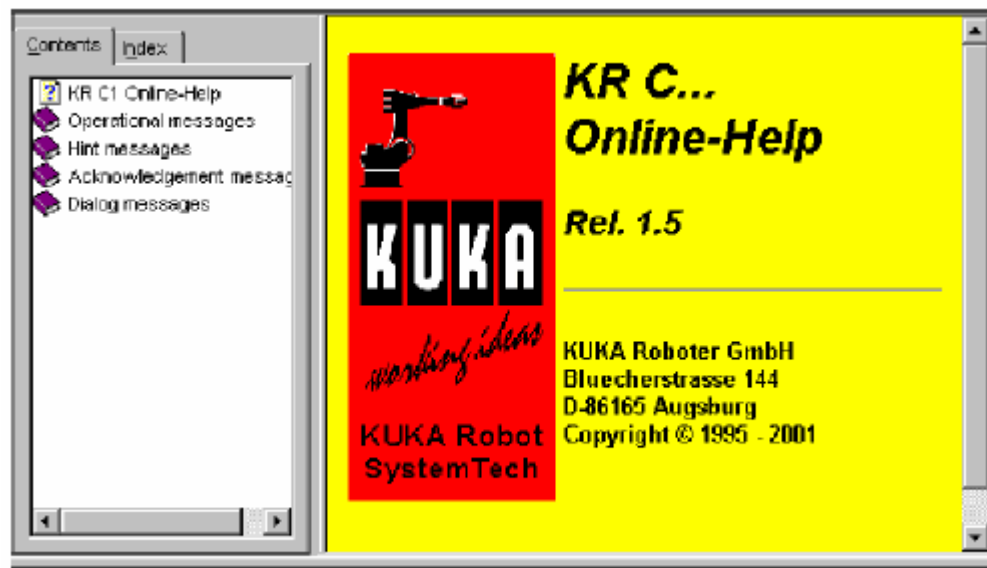 Contents Index
KR C1 Online-Help
Operational messages
Hint messages
Acknowledgement messag
Dialog messages
KUKA
working ideas
KUKA Robot
SystemTech
KR C...
Online-Help
Rel. 1.5
KUKA Roboter GmbH
Bluecherstrasse 144
D-86165 Augsburg
Copyright © 1995 - 2001